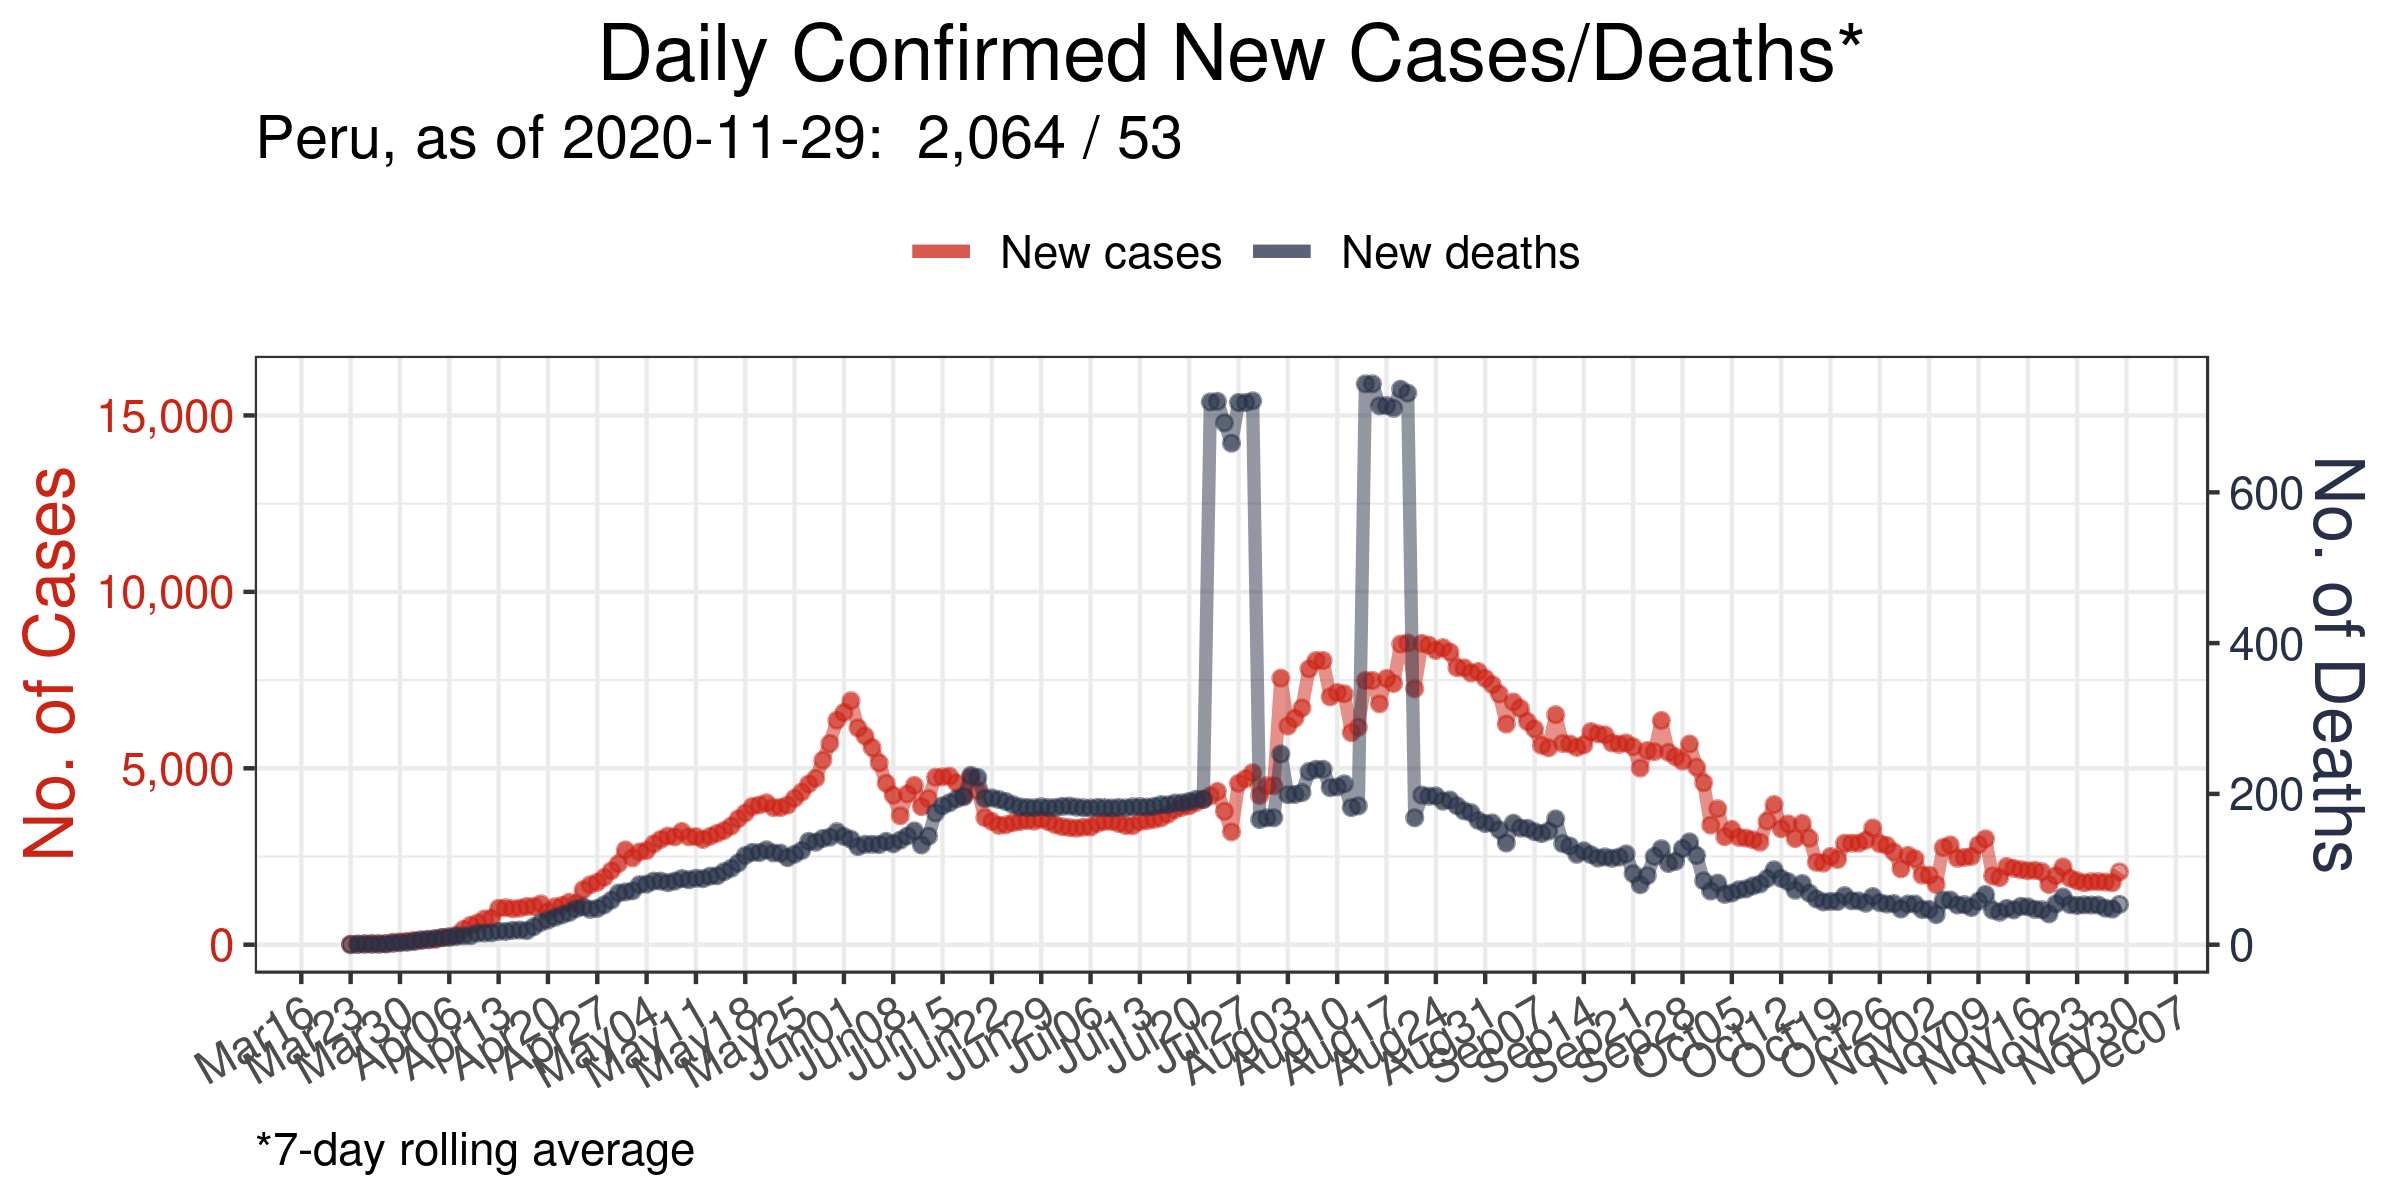 Daily Confirmed New Cases/Deaths*
Peru, as of 2020-11-29:  2,064 / 53
New cases New deaths
No. of Cases
15,000
10,000
5,000
0
No. of Deaths
600
400
200
0
Mar16
Mar23
Mar30
Apr06
Apr13
Apr20
Apr27
May04
May11
May18
May25
Jun01
Jun08
Jun15
Jun22
Jun29
Jul06
Jul13
Jul20
Jul27
Aug03
Aug10
Aug17
Aug24
Aug31
Sep07
Sep14
Sep21
Sep28
Oct05
Oct12
Oct19
Oct26
Nov02
Nov09
Nov16
Nov23
Nov30
Dec07
*7-day rolling average